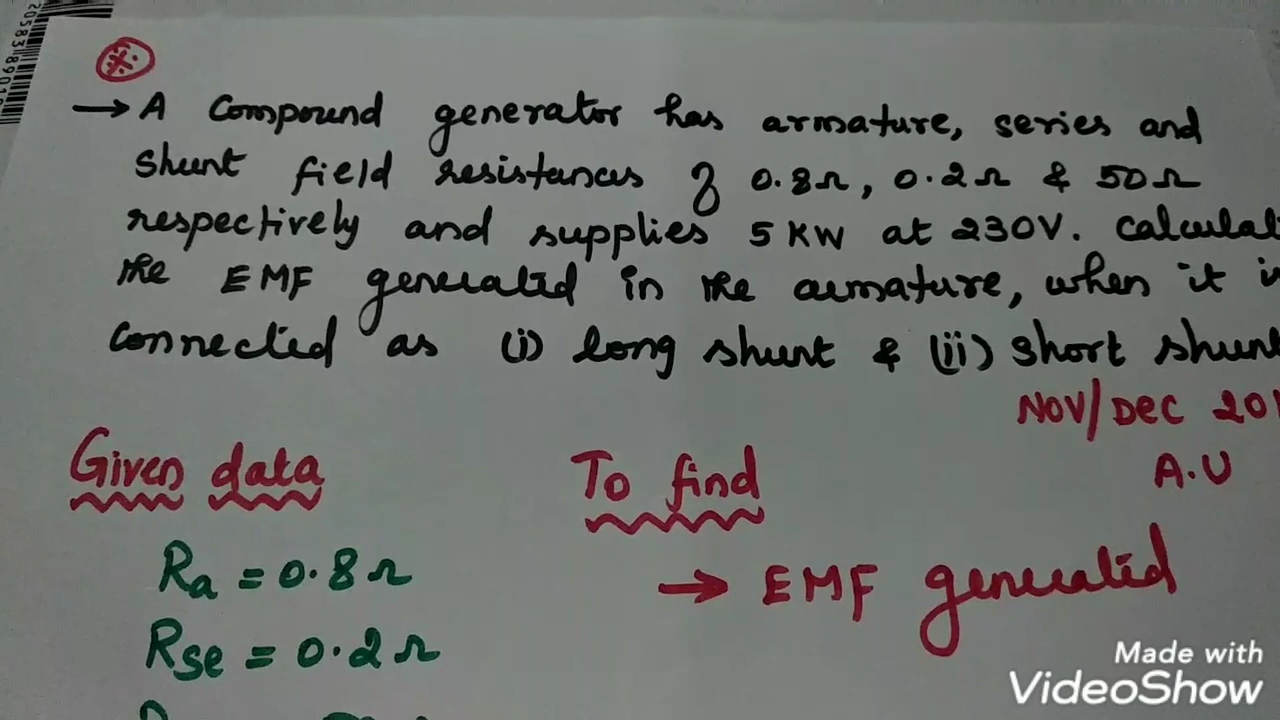 → A compound generator has armature, series and
shunt field resistances of 0.8Ω, 0.2Ω & 50Ω
respectively and supplies 5 KW at 230V. Calculat
the EMF generated in the armature, when it i
connected as (i) long shunt & (ii) short shunt
NOV/DEC 201
A.U
Given data
To find
Ra = 0.8Ω
→ EMF generated
Rse = 0.2Ω
Made with
VideoShow